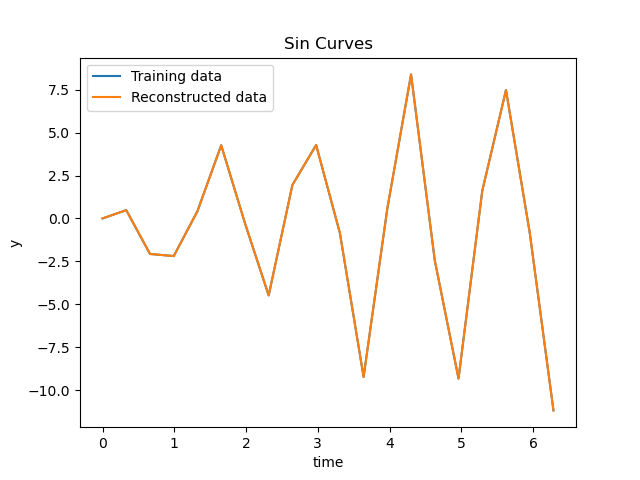 Sin Curves
Training data
Reconstructed data
7.5
5.0
2.5
0.0
−2.5
−5.0
−7.5
−10.0
y
0 1 2 3 4 5 6
time